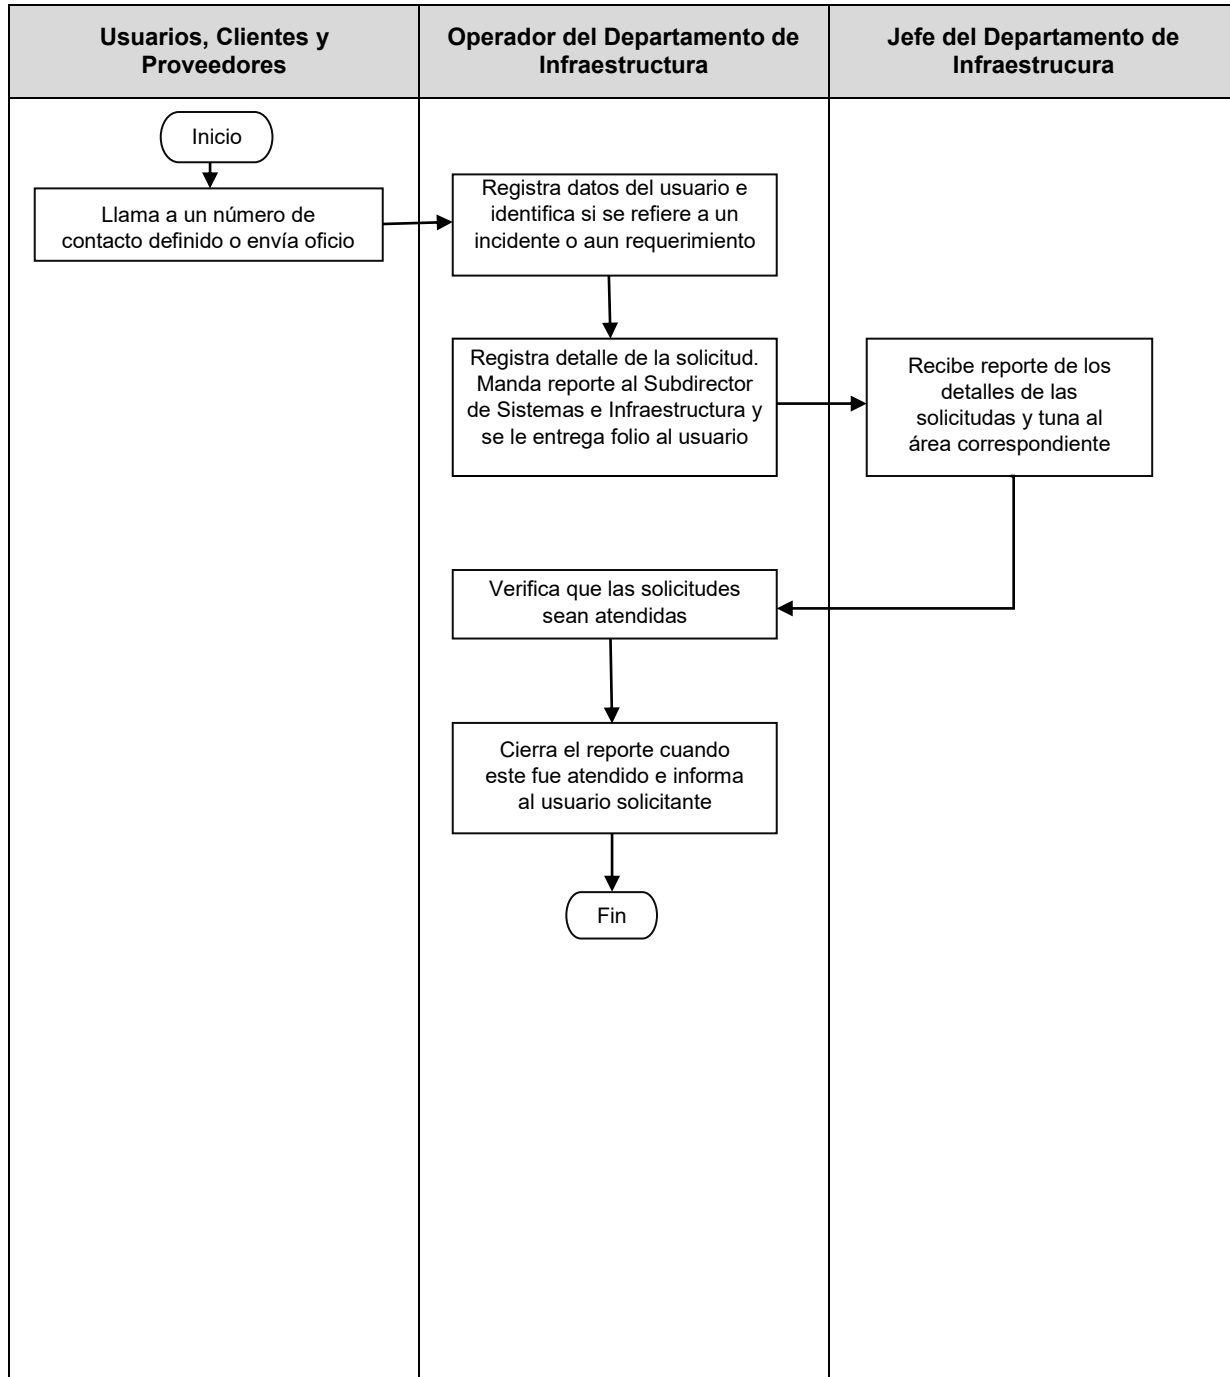 Usuarios, Clientes y
Proveedores
Operador del Departamento de
Infraestructura
Jefe del Departamento de
Infraestrucura
Inicio
Llama a un número de
contacto definido o envía oficio
Registra datos del usuario e
identifica si se refiere a un
incidente o aun requerimiento
Registra detalle de la solicitud.
Manda reporte al Subdirector
de Sistemas e Infraestructura y
se le entrega folio al usuario
Recibe reporte de los
detalles de las
solicitudas y tuna al
área correspondiente
Verifica que las solicitudes
sean atendidas
Cierra el reporte cuando
este fue atendido e informa
al usuario solicitante
Fin